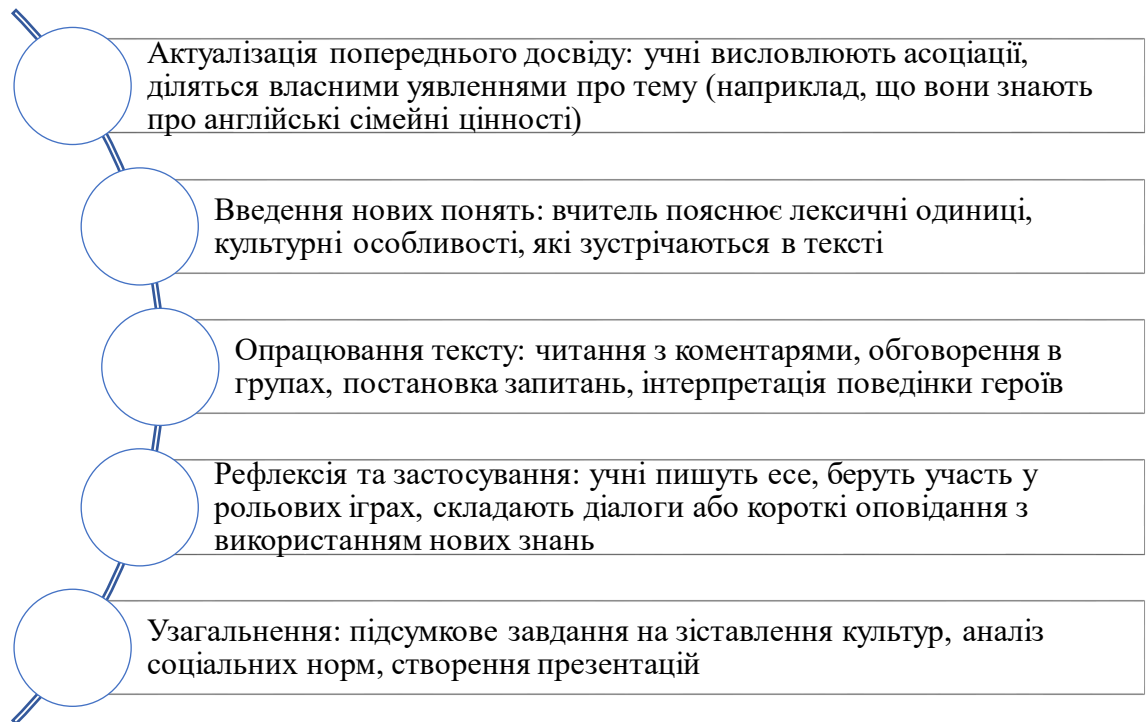 Актуалізація попереднього досвіду: учні висловлюють асоціації,
діляться власними уявленнями про тему (наприклад, що вони знають
про англійські сімейні цінності)
Введення нових понять: вчитель пояснює лексичні одиниці,
культурні особливості, які зустрічаються в тексті
Опрацювання тексту: читання з коментарями, обговорення в
групах, постановка запитань, інтерпретація поведінки героїв
Рефлексія та застосування: учні пишуть есе, беруть участь у
рольових іграх, складають діалоги або короткі оповідання з
використанням нових знань
Узагальнення: підсумкове завдання на зіставлення культур, аналіз
соціальних норм, створення презентацій